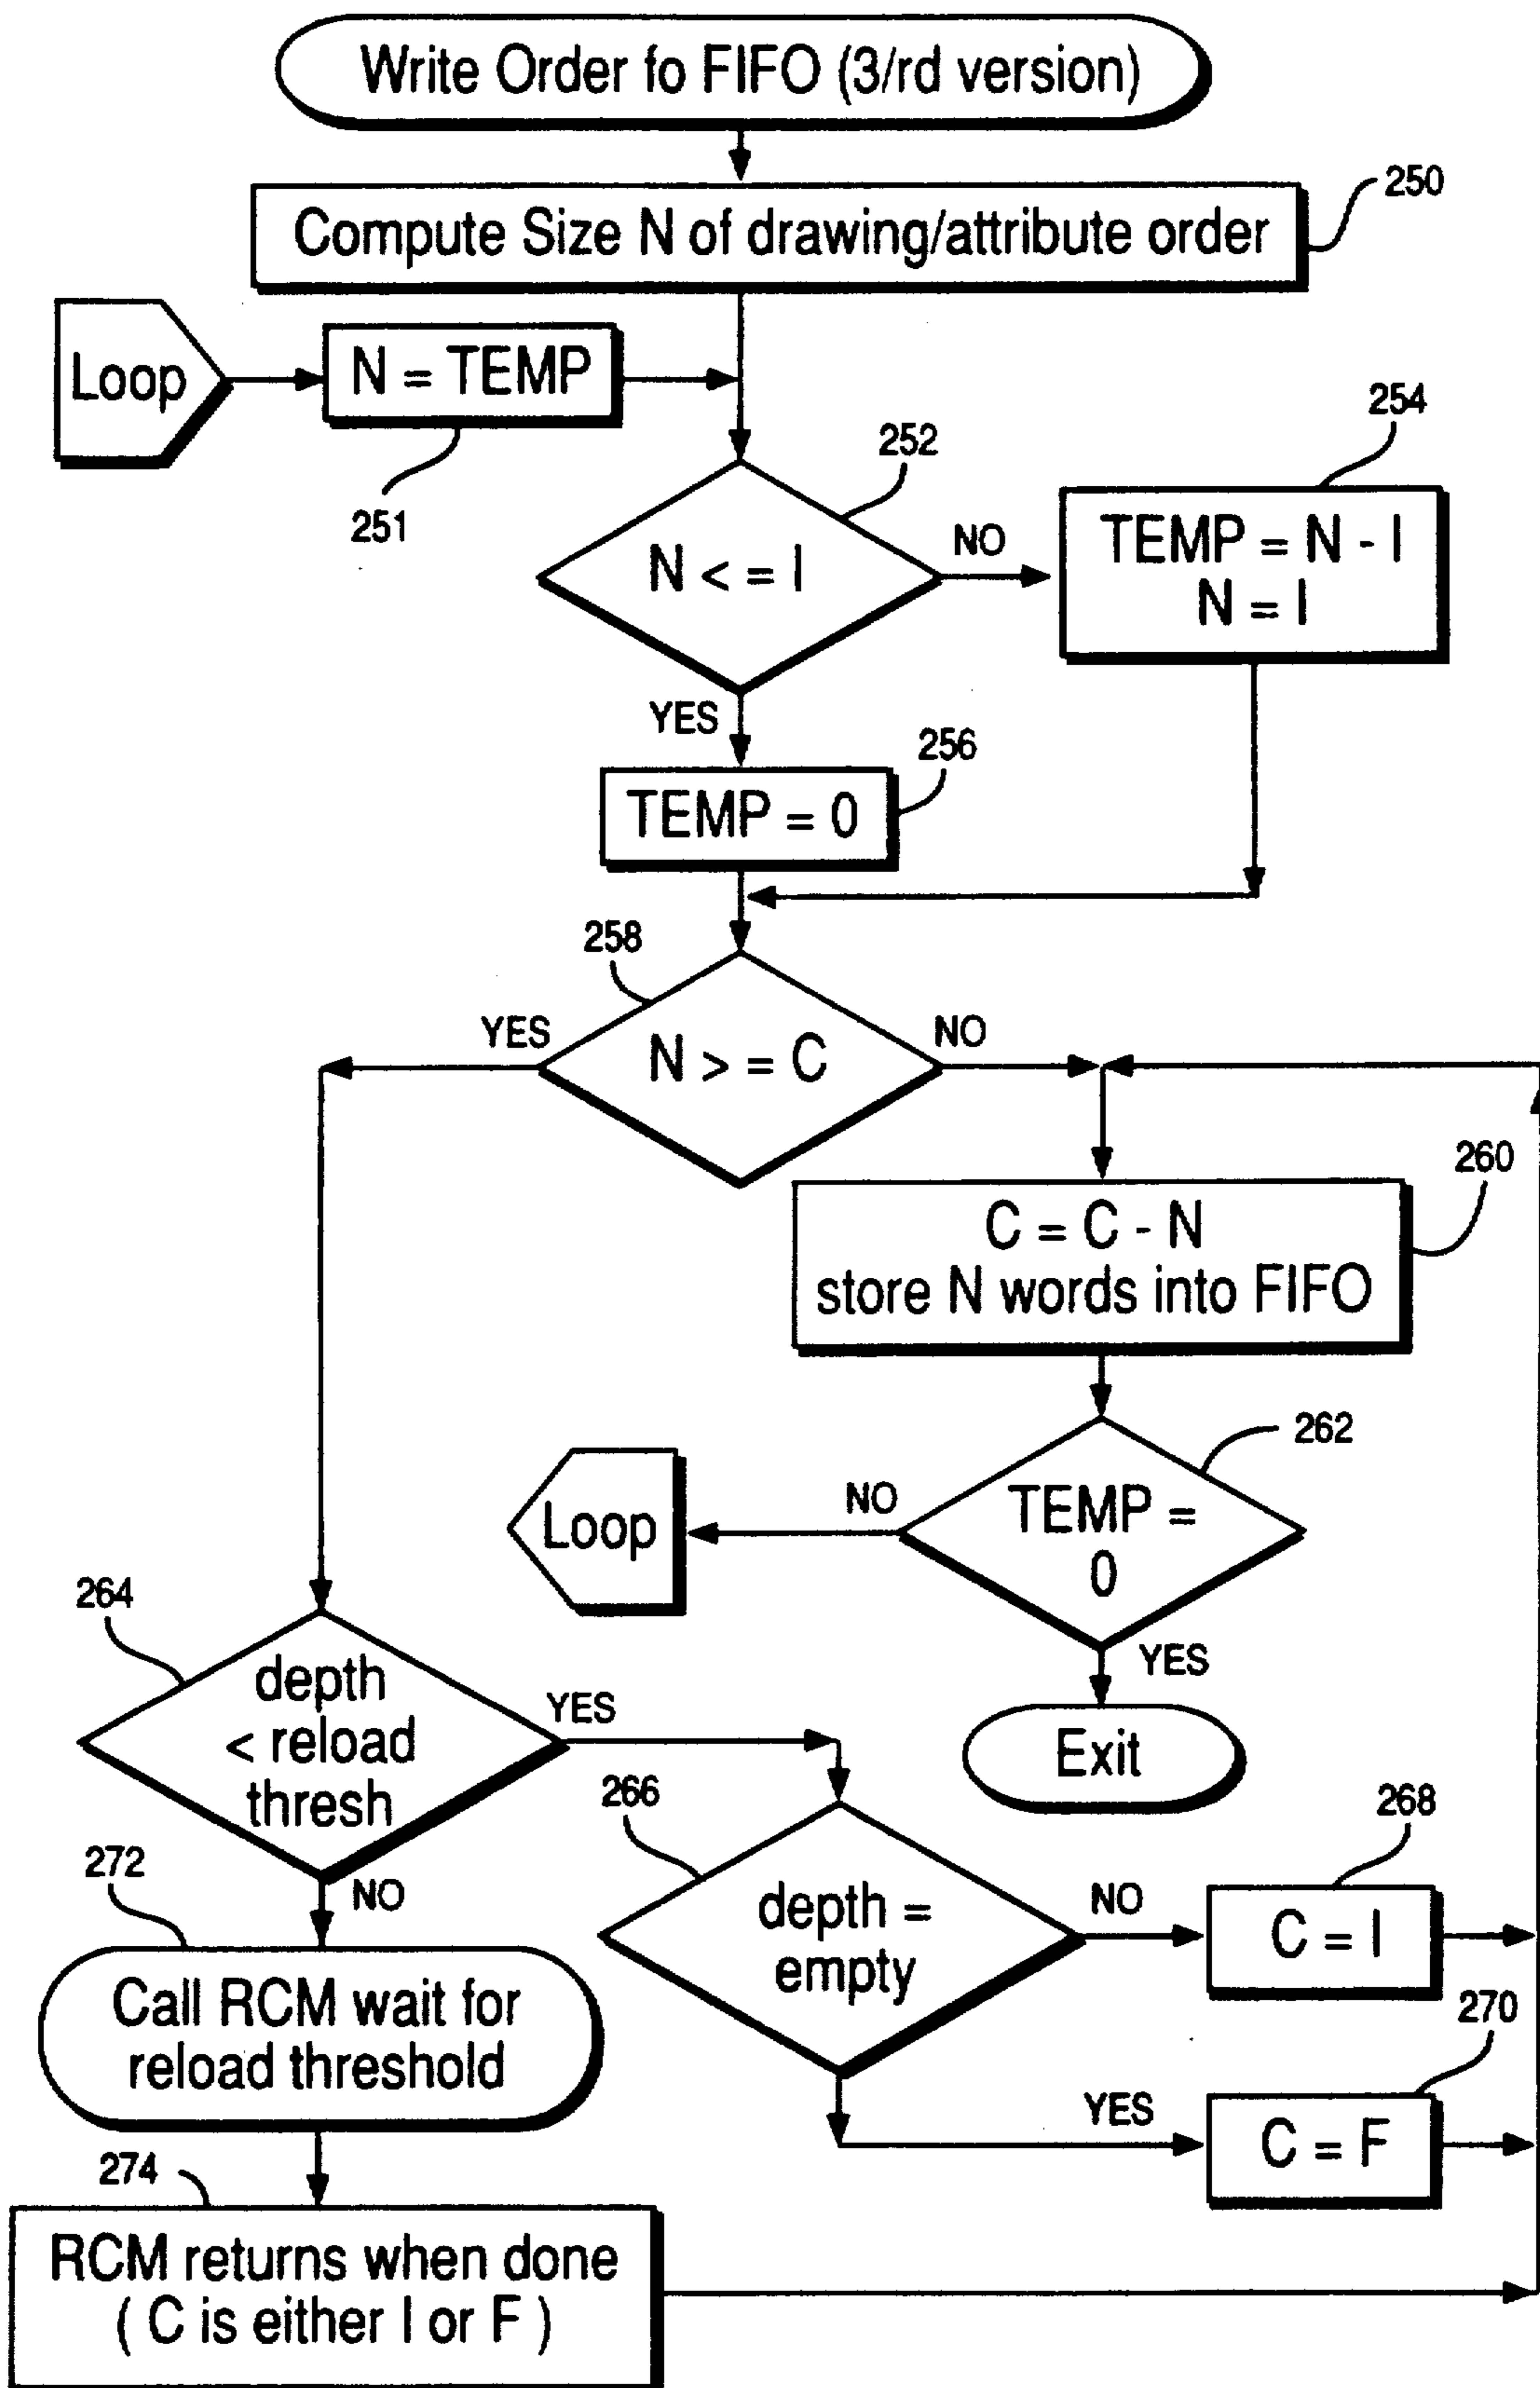 Write Order fo FIFO (3/rd version)
250
Compute Size N of drawing/attribute order
Loop
N = TEMP
251
252
N < = I
NO
254
TEMP = N - I
N = I
YES
256
TEMP = 0
258
YES
N > = C
NO
260
C = C - N
store N words into FIFO
262
TEMP =
0
NO
Loop
YES
Exit
264
depth
< reload
thresh
YES
NO
266
depth =
empty
NO
268
C = I
YES
270
C = F
272
Call RCM wait for
reload threshold
274
RCM returns when done
( C is either I or F )